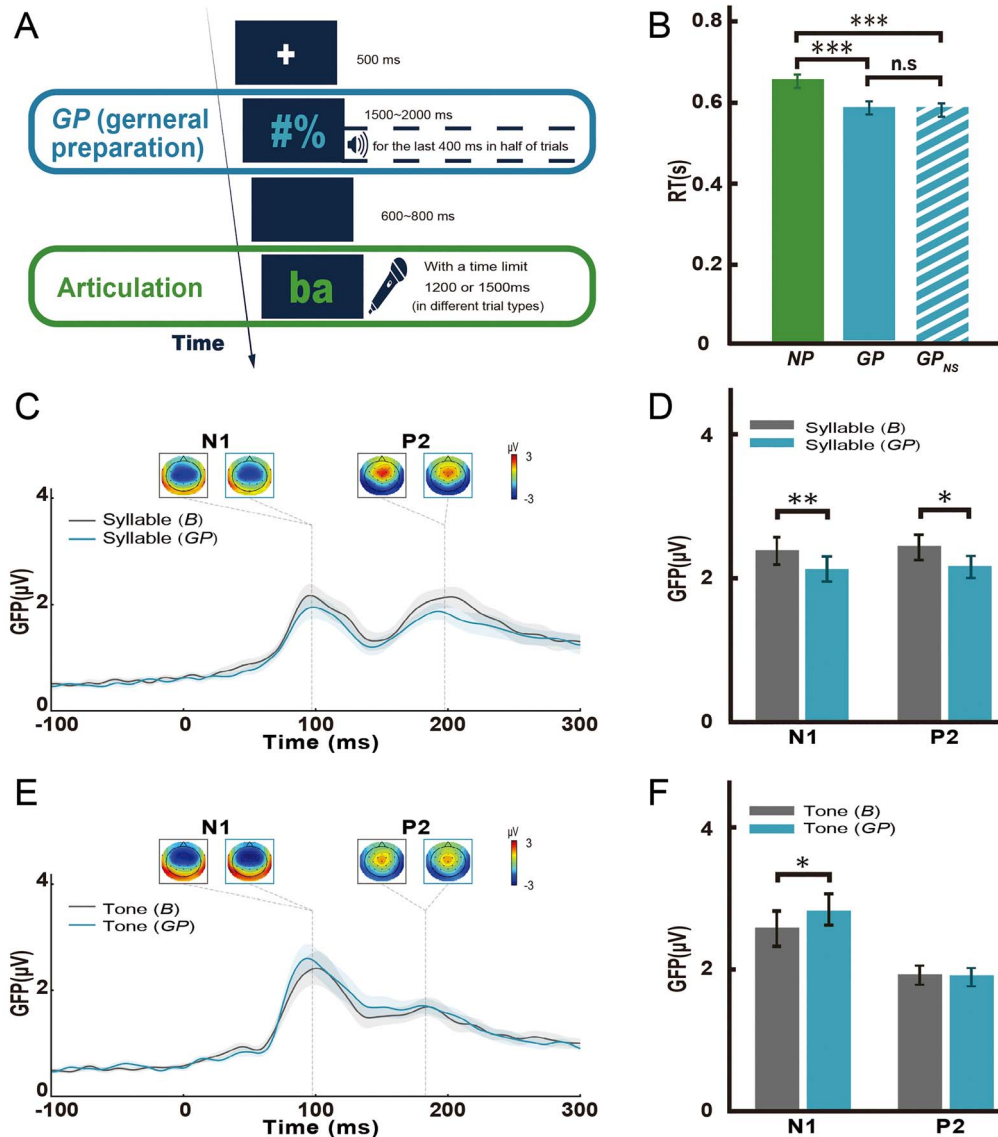 A
+
500 ms
GP (gerneral
preparation)
#%
1500~2000 ms
for the last 400 ms in half of trials
600~800 ms
Articulation
ba
With a time limit
1200 or 1500ms
(in different trial types)
Time
B
***
***
n.s
0.8
0.6
0.4
0.2
0
RT(s)
NP GP GPNS
C
N1 P2
μV
3
-3
Syllable (B)
Syllable (GP)
4
2
0
GFP(μV)
-100 0 100 200 300
Time (ms)
D
Syllable (B)
Syllable (GP)
** *
4
2
0
GFP(μV)
N1 P2
E
N1 P2
μV
3
-3
Tone (B)
Tone (GP)
4
2
0
GFP(μV)
-100 0 100 200 300
Time (ms)
F
Tone (B)
Tone (GP)
*
4
2
0
GFP(μV)
N1 P2